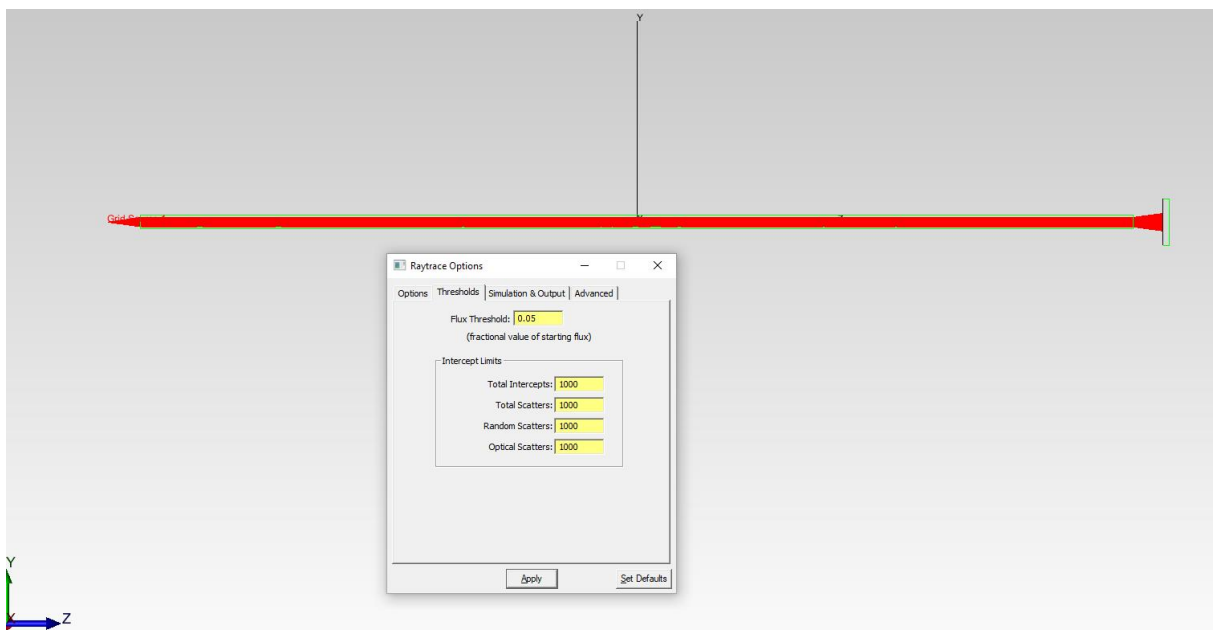 Y
Grid S
Z
Raytrace Options
Options Thresholds Simulation & Output Advanced
Flux Threshold: 0.05
(fractional value of starting flux)
Intercept Limits
Total Intercepts: 1000
Total Scatters: 1000
Random Scatters: 1000
Optical Scatters: 1000
Apply Set Defaults
Y
X Z